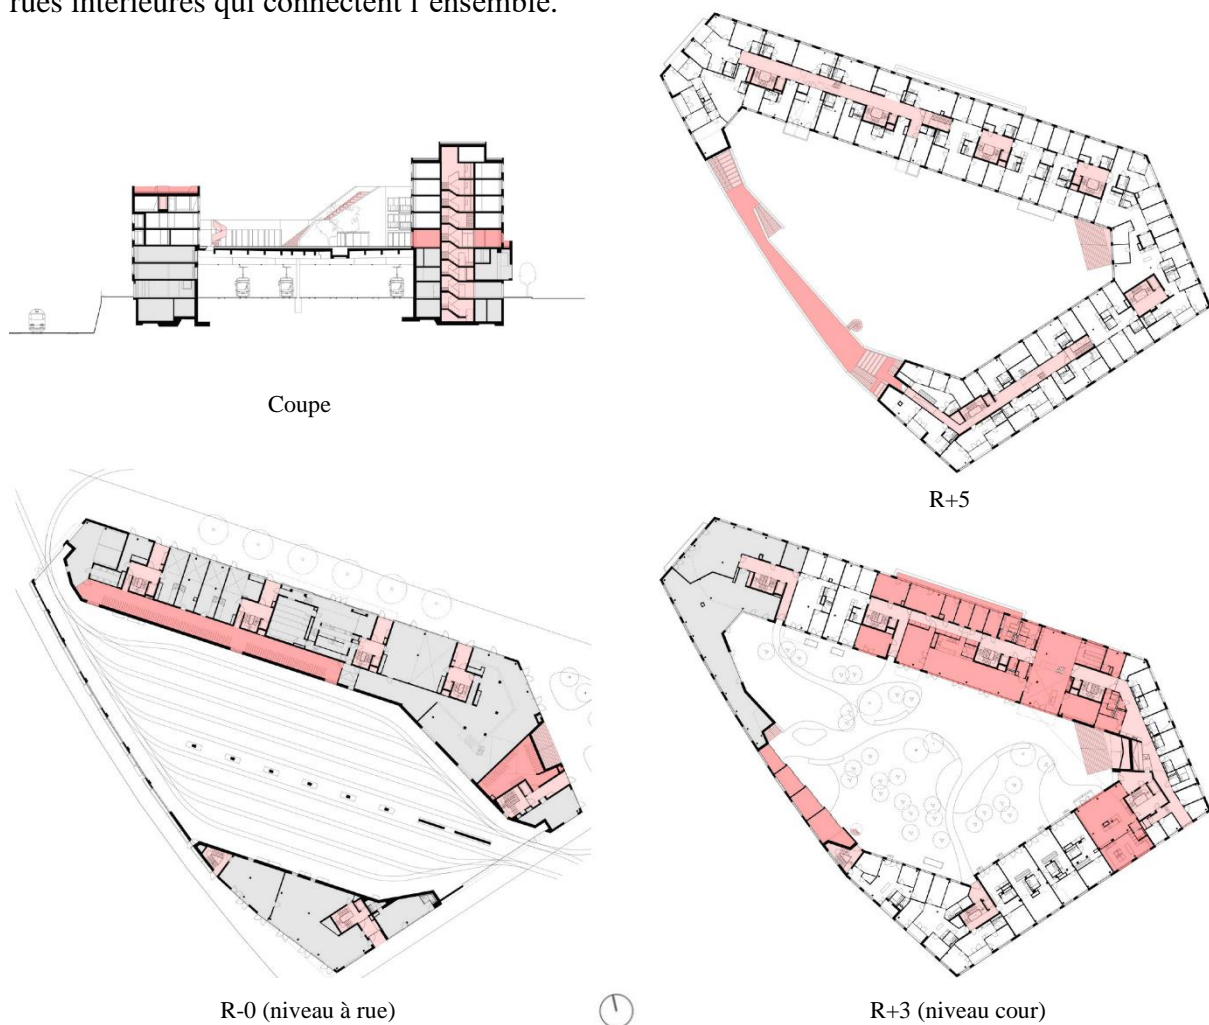 rues intérieures qui connectent l’ensemble.
Coupe
R+5
R-0 (niveau à rue)
R+3 (niveau cour)